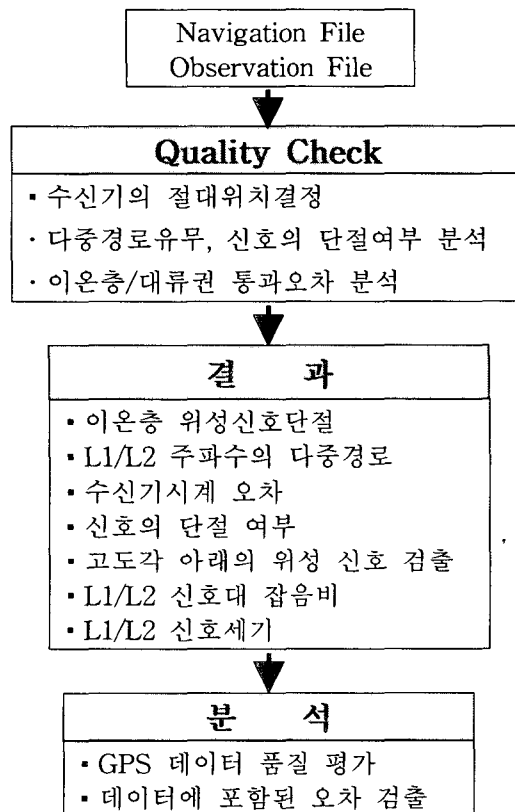 Navigation File
Observation File
Quality Check
▪ 수신기의 절대위치결정
· 다중경로유무, 신호의 단절여부 분석
· 이온층/대류권 통과오차 분석
결 과
▪ 이온층 위성신호단절
▪ L1/L2 주파수의 다중경로
▪ 수신기시계 오차
▪ 신호의 단절 여부
▪ 고도각 아래의 위성 신호 검출
▪ L1/L2 신호대 잡음비
▪ L1/L2 신호세기
분 석
▪ GPS 데이터 품질 평가
▪ 데이터에 포함된 오차 검출